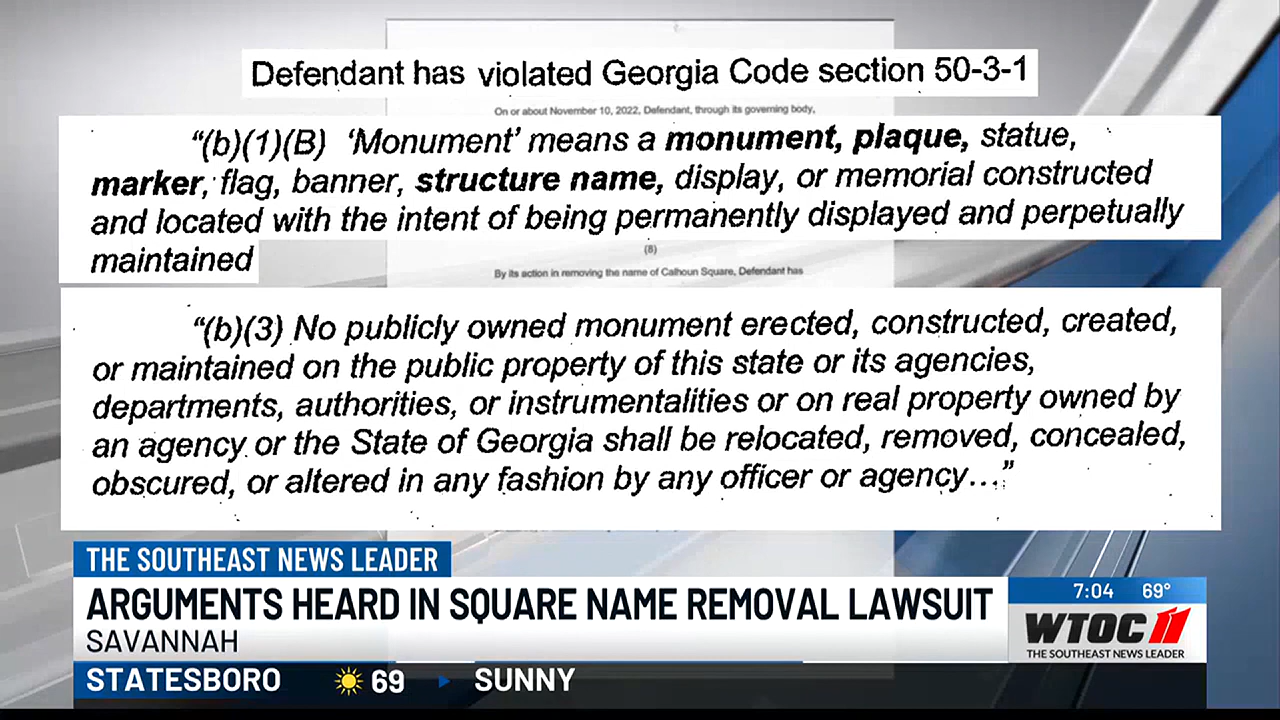 Defendant has violated Georgia Code section 50-3-1
On or about November 10, 2022, Defendant, through its governing body,
“(b)(1)(B) ‘Monument’ means a monument, plaque, statue,
marker, flag, banner, structure name, display, or memorial constructed
and located with the intent of being permanently displayed and perpetually
maintained
(8)
By its action in removing the name of Calhoun Square, Defendant has
“(b)(3) No publicly owned monument erected, constructed, created,
or maintained on the public property of this state or its agencies,
departments, authorities, or instrumentalities or on real property owned by
an agency or the State of Georgia shall be relocated, removed, concealed,
obscured, or altered in any fashion by any officer or agency…”
THE SOUTHEAST NEWS LEADER
ARGUMENTS HEARD IN SQUARE NAME REMOVAL LAWSUIT
SAVANNAH
7:04 69°
WTOC 11
THE SOUTHEAST NEWS LEADER
STATESBORO 69 SUNNY